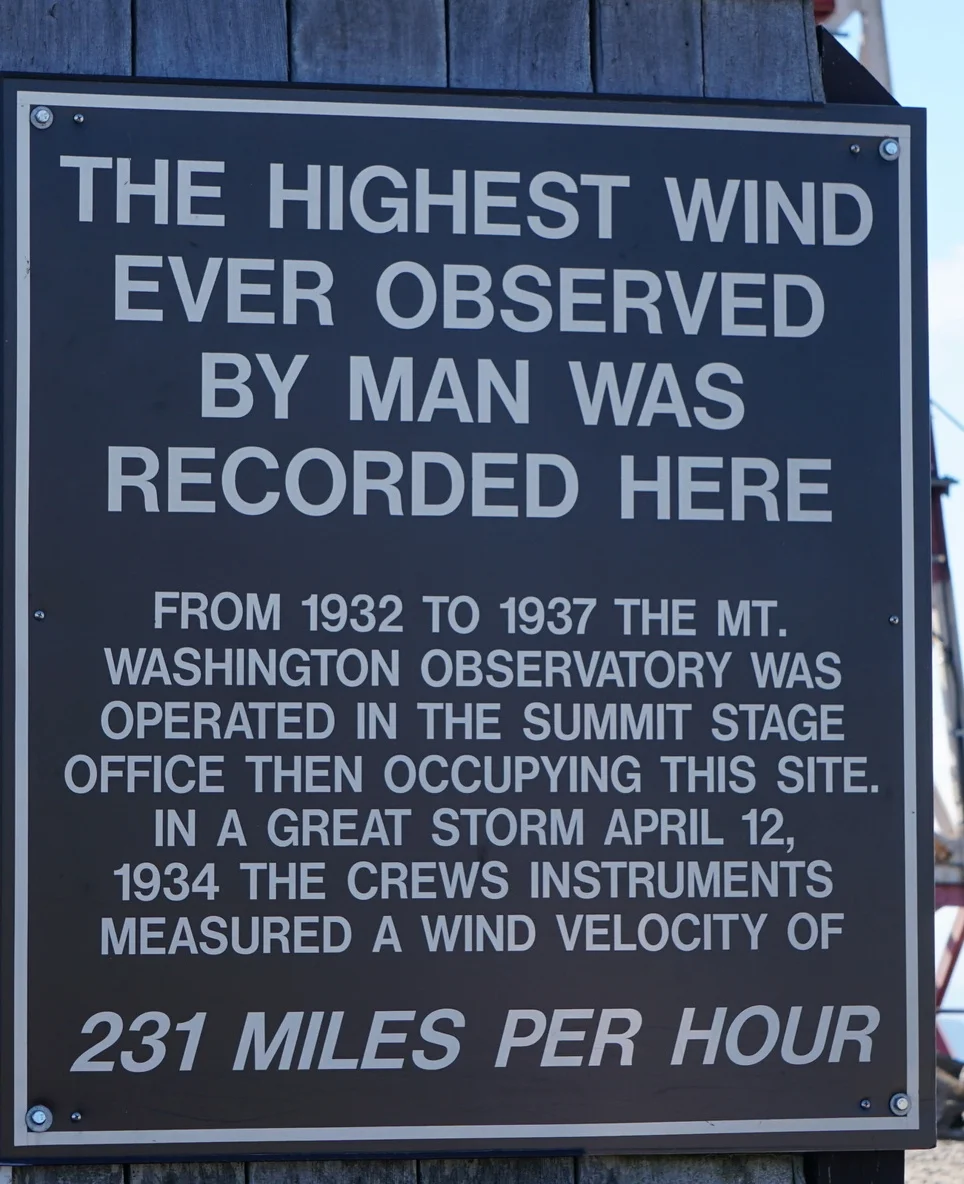 THE HIGHEST WIND
EVER OBSERVED
BY MAN WAS
RECORDED HERE
FROM 1932 TO 1937 THE MT.
WASHINGTON OBSERVATORY WAS
OPERATED IN THE SUMMIT STAGE
OFFICE THEN OCCUPYING THIS SITE.
IN A GREAT STORM APRIL 12,
1934 THE CREWS INSTRUMENTS
MEASURED A WIND VELOCITY OF
231 MILES PER HOUR